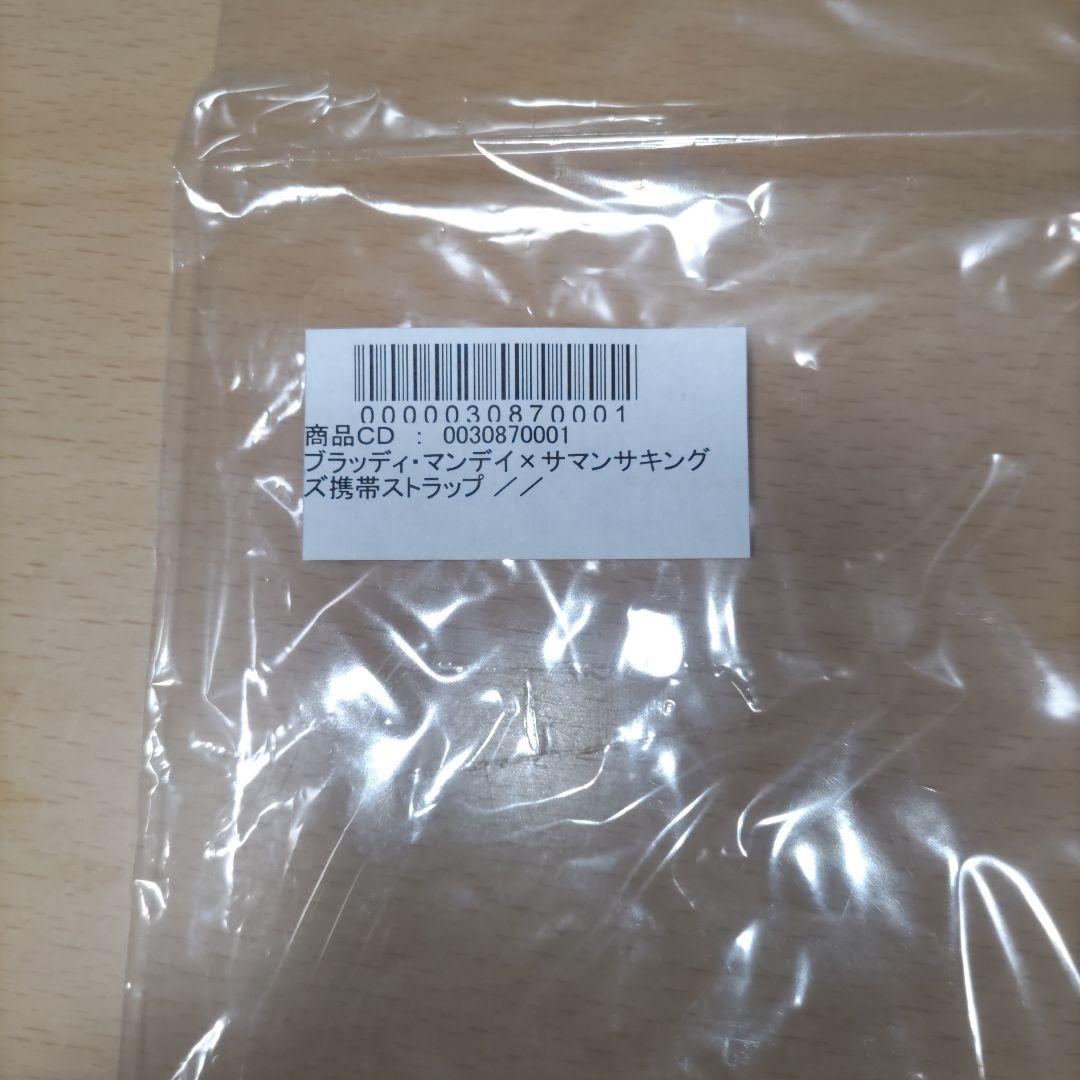 0000030870001
商品CD : 0030870001
ブラッディ・マンデイ×サマンサキング
ズ携帯ストラップ //